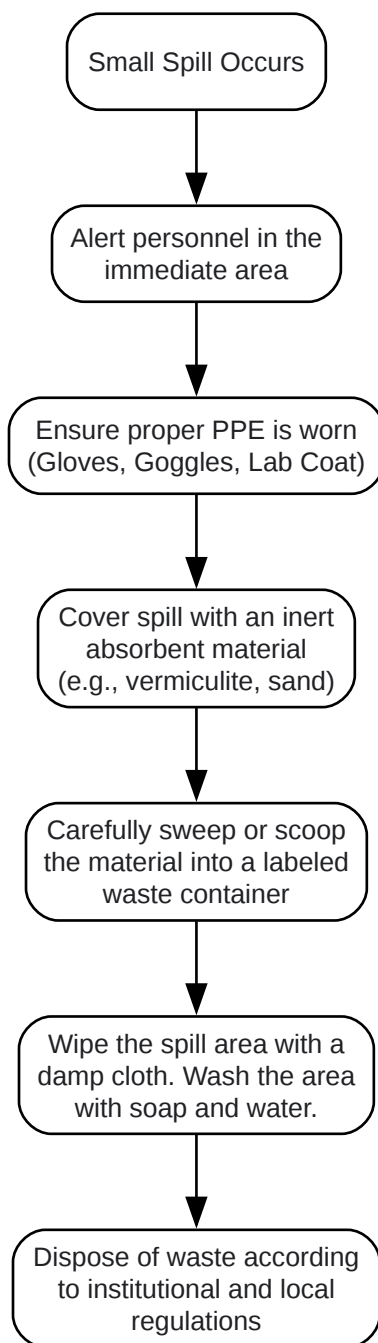 Small Spill Occurs
Alert personnel in the
immediate area
Ensure proper PPE is worn
(Gloves, Goggles, Lab Coat)
Cover spill with an inert
absorbent material
(e.g., vermiculite, sand)
Carefully sweep or scoop
the material into a labeled
waste container
Wipe the spill area with a
damp cloth. Wash the area
with soap and water.
Dispose of waste according
to institutional and local
regulations